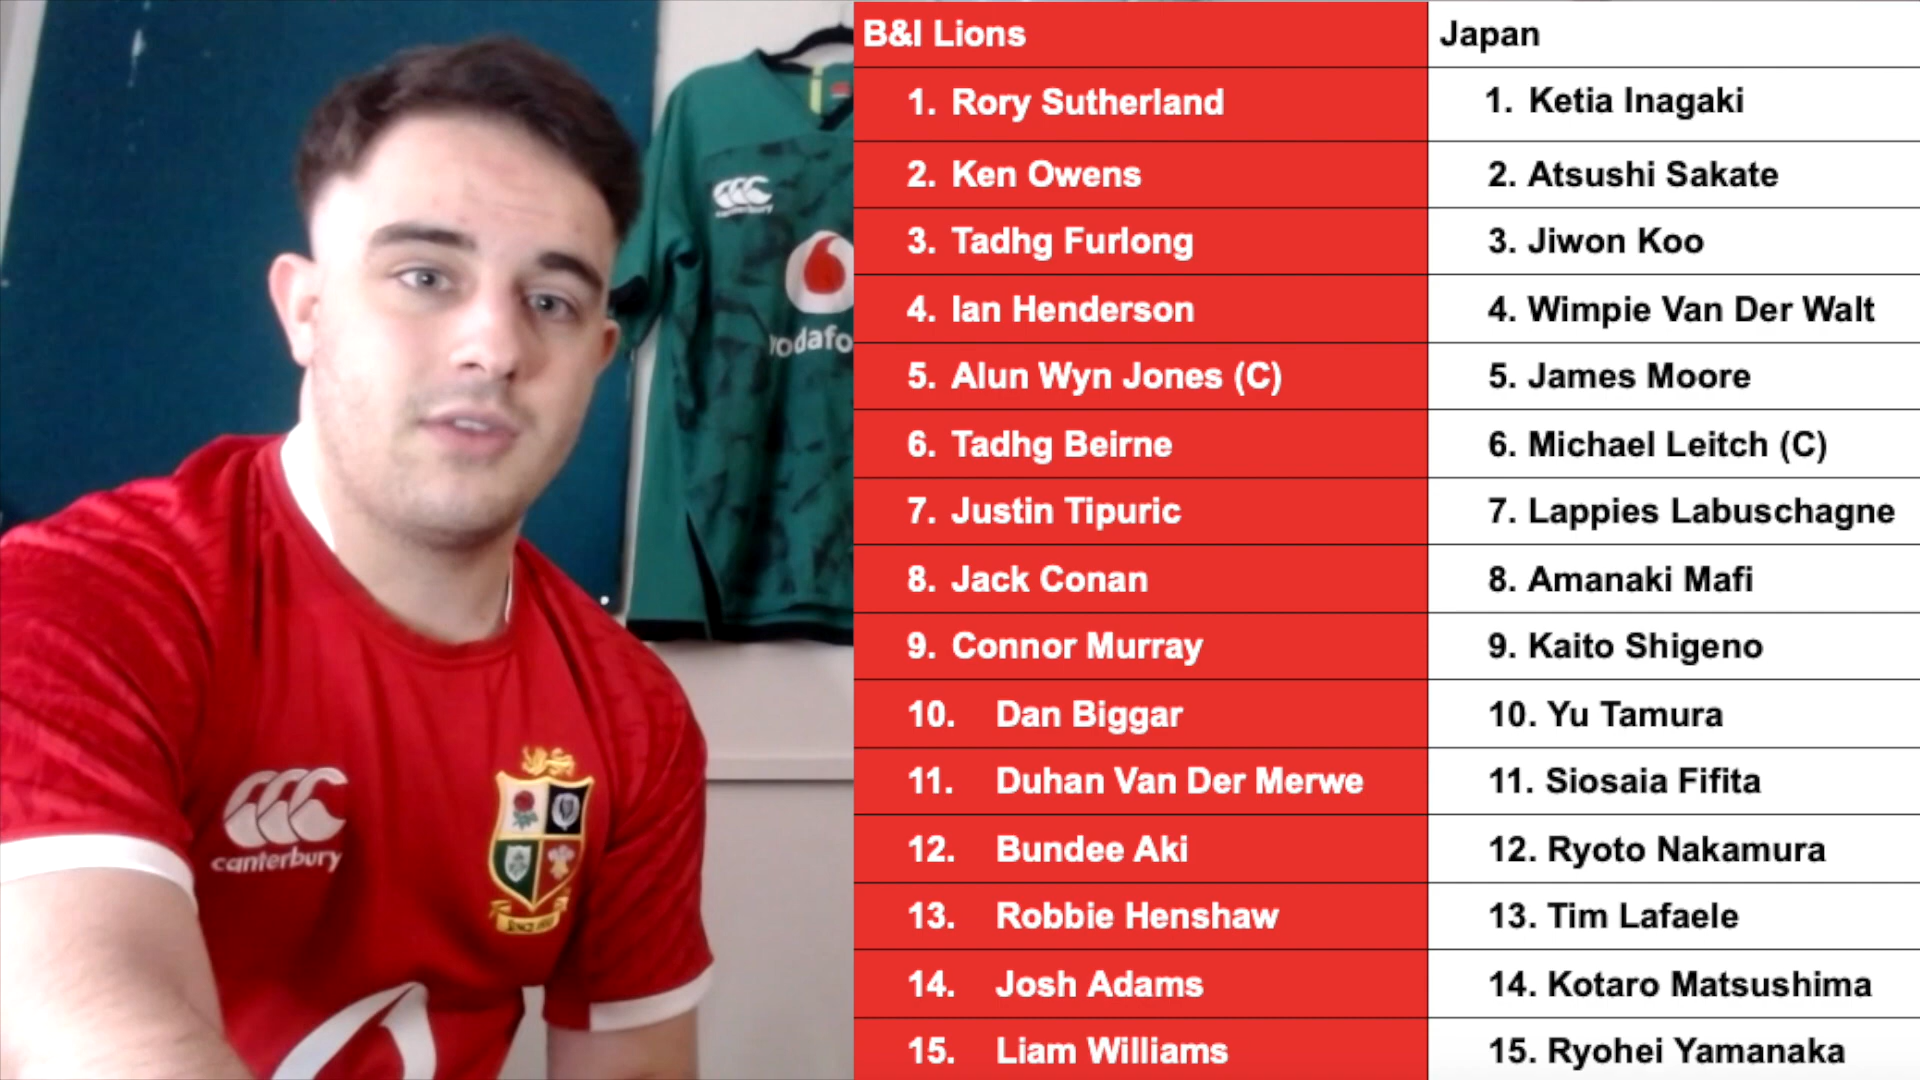 canterbury
vodafo
canterbury
SINCE 1888
B&I Lions
1. Rory Sutherland
2. Ken Owens
3. Tadhg Furlong
4. Ian Henderson
5. Alun Wyn Jones (C)
6. Tadhg Beirne
7. Justin Tipuric
8. Jack Conan
9. Connor Murray
10. Dan Biggar
11. Duhan Van Der Merwe
12. Bundee Aki
13. Robbie Henshaw
14. Josh Adams
15. Liam Williams
Japan
1. Ketia Inagaki
2. Atsushi Sakate
3. Jiwon Koo
4. Wimpie Van Der Walt
5. James Moore
6. Michael Leitch (C)
7. Lappies Labuschagne
8. Amanaki Mafi
9. Kaito Shigeno
10. Yu Tamura
11. Siosaia Fifita
12. Ryoto Nakamura
13. Tim Lafaele
14. Kotaro Matsushima
15. Ryohei Yamanaka